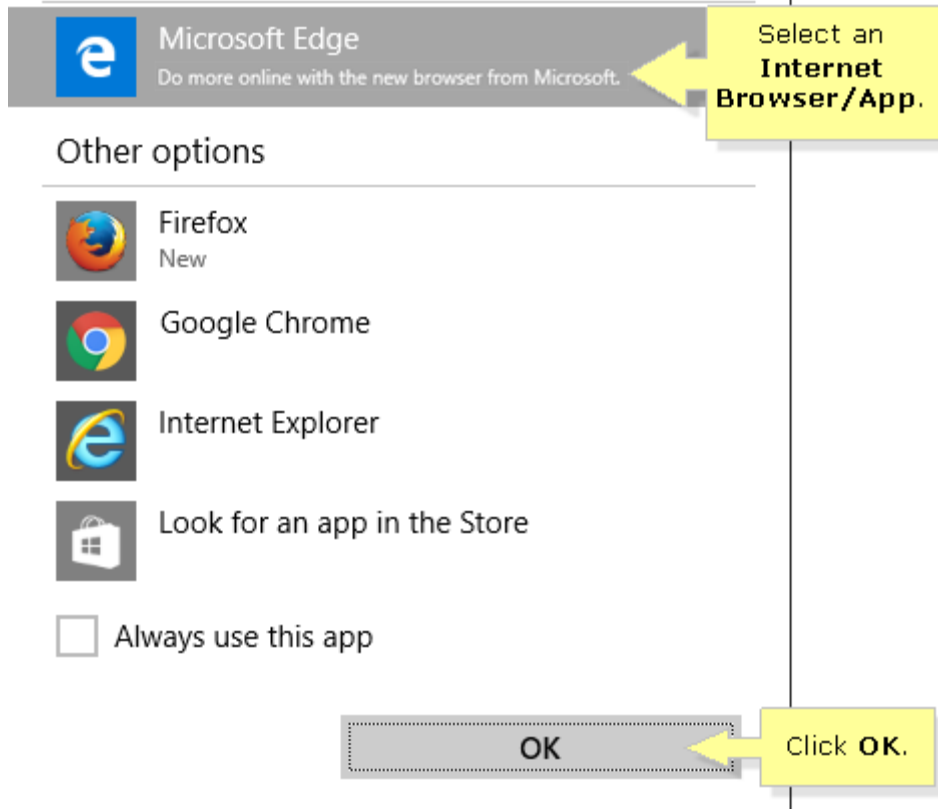 Microsoft Edge
Do more online with the new browser from Microsoft.
Select an
Internet
Browser/App.
Other options
Firefox
New
Google Chrome
Internet Explorer
Look for an app in the Store
Always use this app
OK
Click OK.